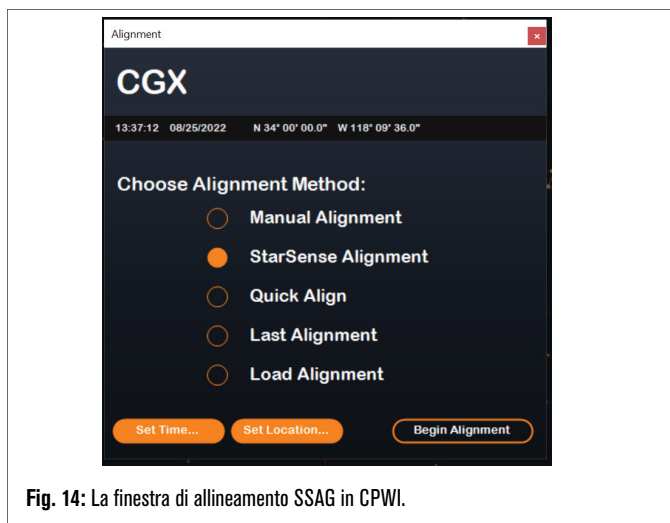 Alignment
CGX
13:37:12 08/25/2022 N 34° 00' 00.0" W 118° 09' 36.0"
Choose Alignment Method:
Manual Alignment
StarSense Alignment
Quick Align
Last Alignment
Load Alignment
Set Time... Set Location... Begin Alignment
Fig. 14: La finestra di allineamento SSAG in CPWI.